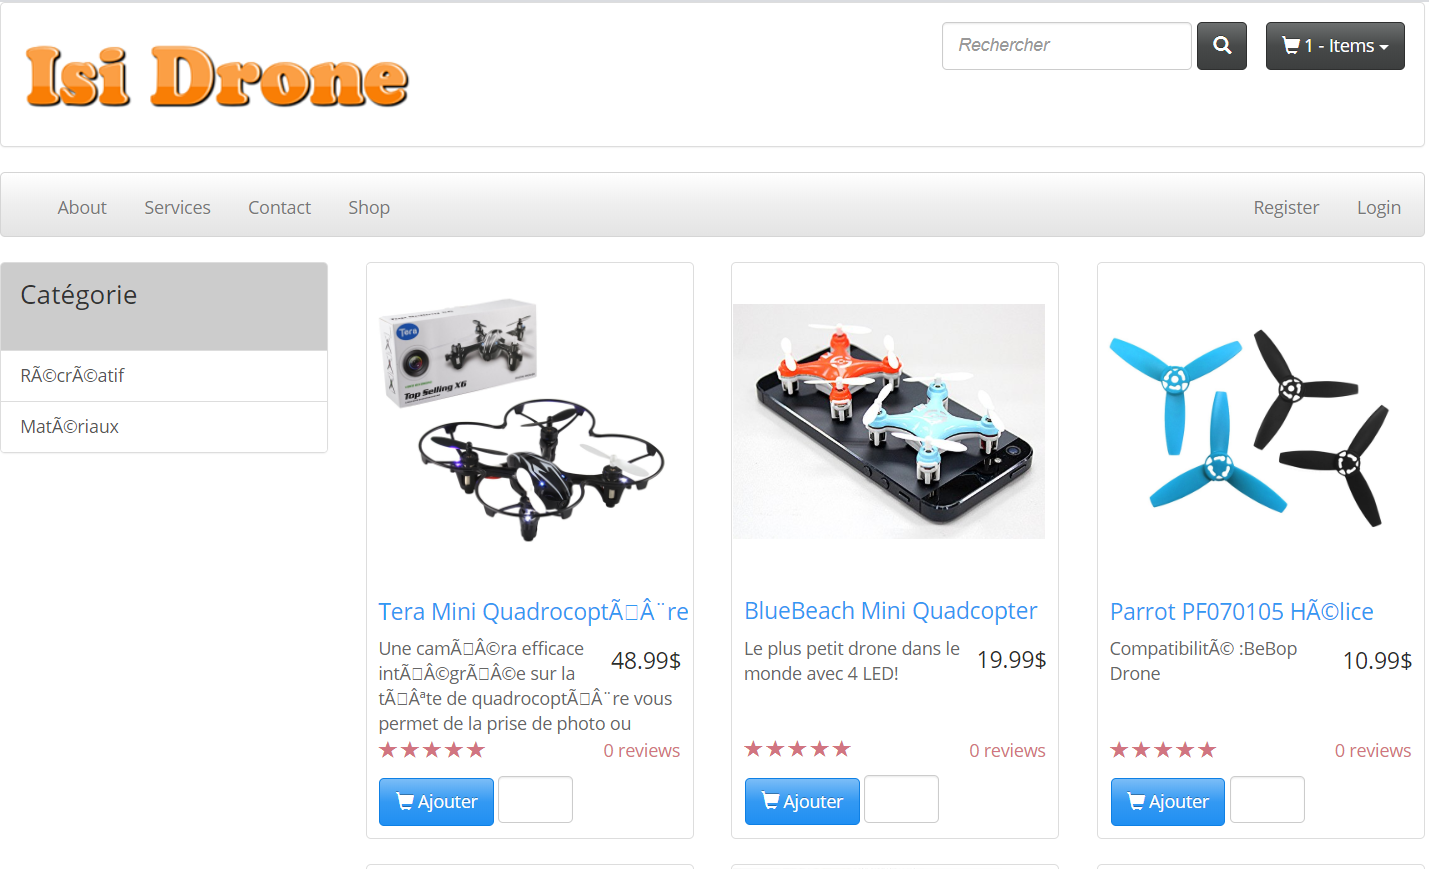 Isi Drone
Rechercher
1 - Items
About
Services
Contact
Shop
Register
Login
Catégorie
RÃ©crÃ©atif
MatÃ©riaux
Tera
Top Selling X6
Tera Mini QuadrocoptÃ□Â¨re
Une camÃ□Â©ra efficace
intÃ□Â©grÃ□Â©e sur la
tÃ□Âªte de quadrocoptÃ□Â¨re vous
permet de la prise de photo ou
48.99$
0 reviews
Ajouter
BlueBeach Mini Quadcopter
Le plus petit drone dans le
monde avec 4 LED!
19.99$
0 reviews
Ajouter
Parrot PF070105 HÃ©lice
CompatibilitÃ© :BeBop
Drone
10.99$
0 reviews
Ajouter